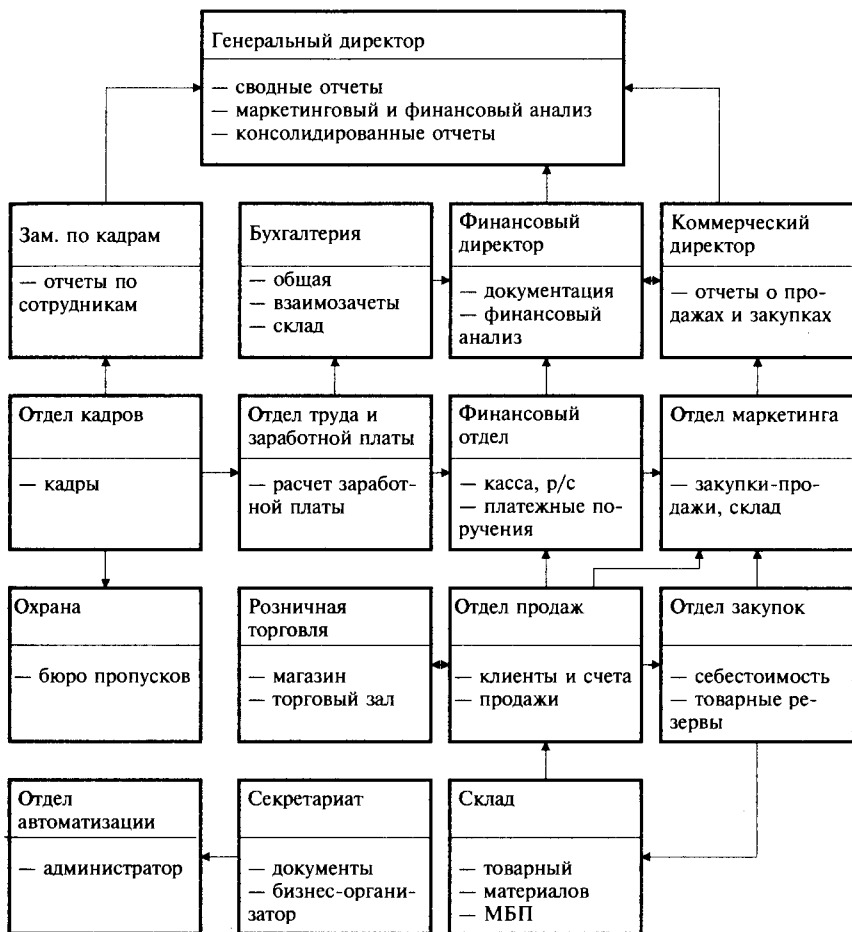 Генеральный директор
— сводные отчеты
— маркетинговый и финансовый анализ
— консолидированные отчеты
Зам. по кадрам
— отчеты по
сотрудникам
Бухгалтерия
— общая
— взаимозачеты
— склад
Финансовый
директор
— документация
— финансовый
анализ
Коммерческий
директор
— отчеты о про-
дажах и закупках
Отдел кадров
— кадры
Отдел труда и
заработной платы
— расчет заработ-
ной платы
Финансовый
отдел
— касса, р/с
— платежные по-
ручения
Отдел маркетинга
— закупки-про-
дажи, склад
Охрана
— бюро пропусков
Розничная
торговля
— магазин
— торговый зал
Отдел продаж
— клиенты и счета
— продажи
Отдел закупок
— себестоимость
— товарные ре-
зервы
Отдел
автоматизации
— администратор
Секретариат
— документы
— бизнес-органи-
затор
Склад
— товарный
— материалов
— МБП